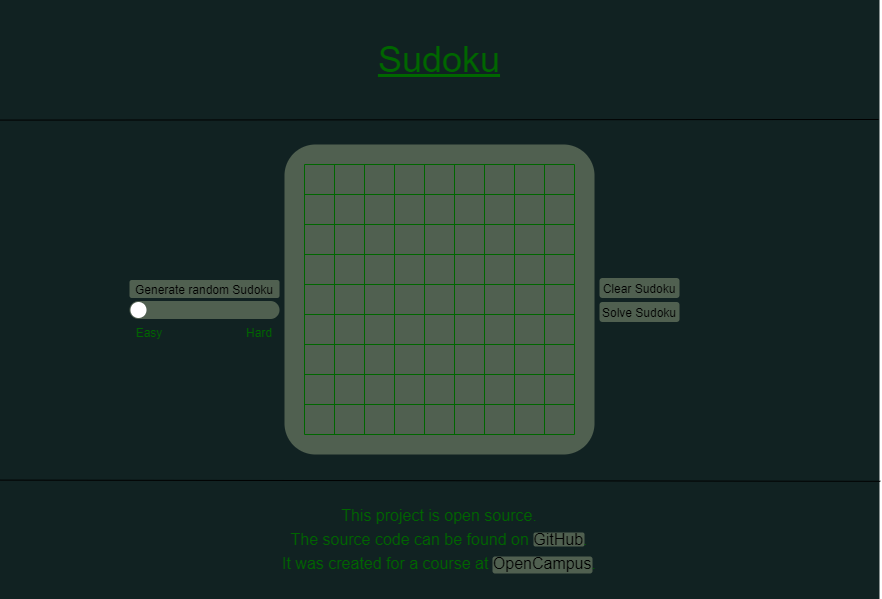 Sudoku
Generate random Sudoku
Easy Hard
Clear Sudoku
Solve Sudoku
This project is open source.
The source code can be found on GitHub
It was created for a course at OpenCampus